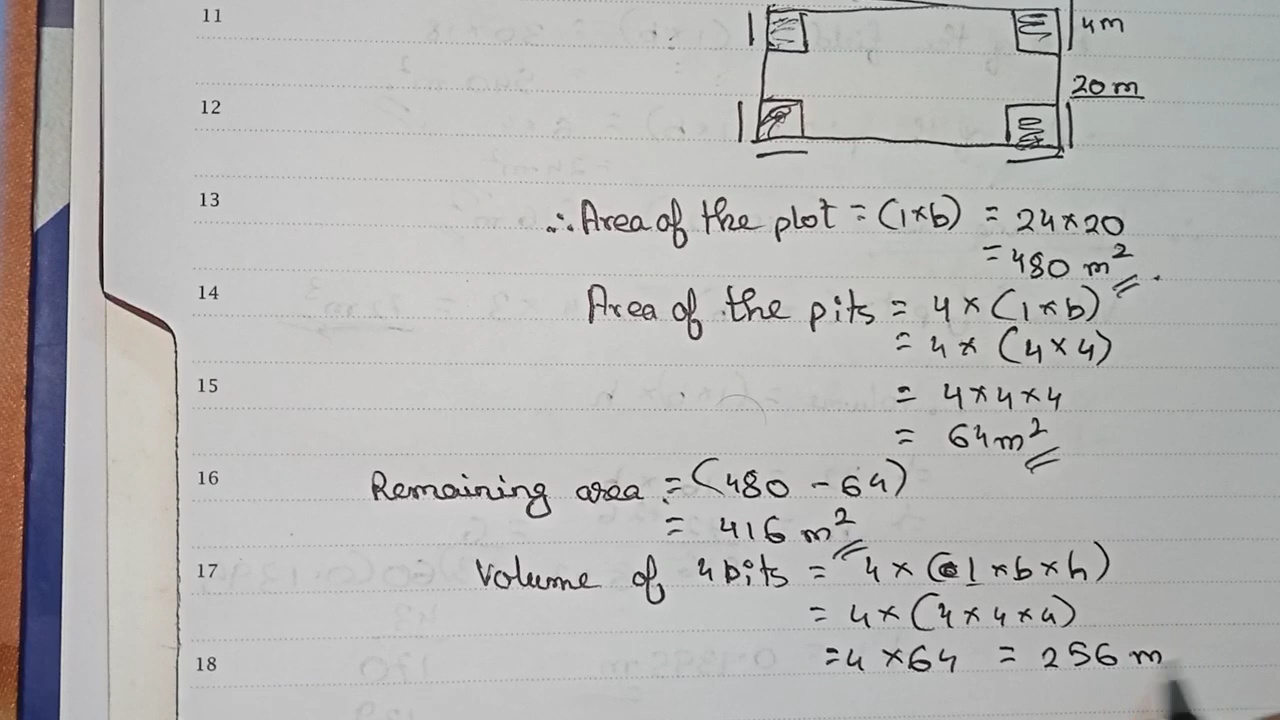 11
4m
20m
12
13
∴ Area of the plot = (l×b) = 24×20
= 480 m²
14
Area of the pits = 4×(l×b)
= 4×(4×4)
15
= 4×4×4
= 64m²
16
Remaining area = (480 - 64)
= 416 m²
17
Volume of 4 pits = 4×(l×b×h)
= 4×(4×4×4)
18
=4×64 = 256 m